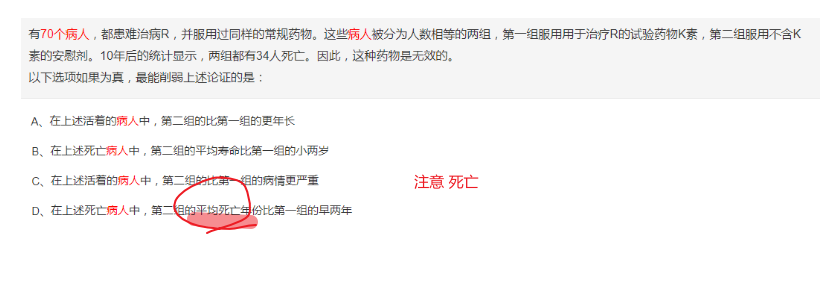 有70个病人，都患难治病R，并服用过同样的常规药物。这些病人被分为人数相等的两组，第一组服用用于治疗R的试验药物K素，第二组服用不含K
素的安慰剂。10年后的统计显示，两组都有34人死亡。因此，这种药物是无效的。
以下选项如果为真，最能削弱上述论证的是：
A、在上述活着的病人中，第二组的比第一组的更年长
B、在上述死亡病人中，第二组的平均寿命比第一组的小两岁
C、在上述活着的病人中，第二组的比第一组的病情更严重
注意 死亡
D、在上述死亡病人中，第二组的平均死亡年份比第一组的早两年